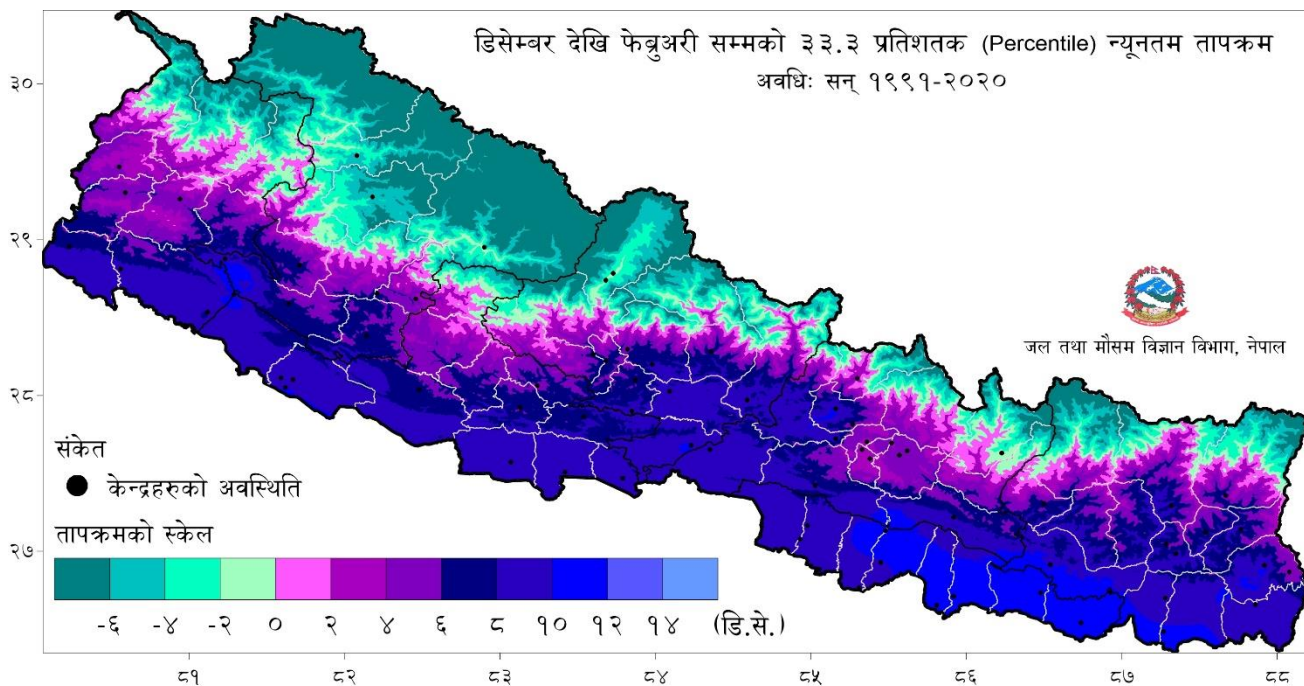 डिसेम्बर देखि फेब्रुअरी सम्मको ३३.३ प्रतिशतक (Percentile) न्यूनतम तापक्रम
अवधिः सन् १९९१-२०२०
३०
२९
२८
२७
जल तथा मौसम विज्ञान विभाग, नेपाल
संकेत
केन्द्रहरुको अवस्थिति
तापक्रमको स्केल
-६ -४ -२ ० २ ४ ६ ८ १० १२ १४ (डि.से.)
८१ ८२ ८३ ८४ ८५ ८६ ८७ ८८